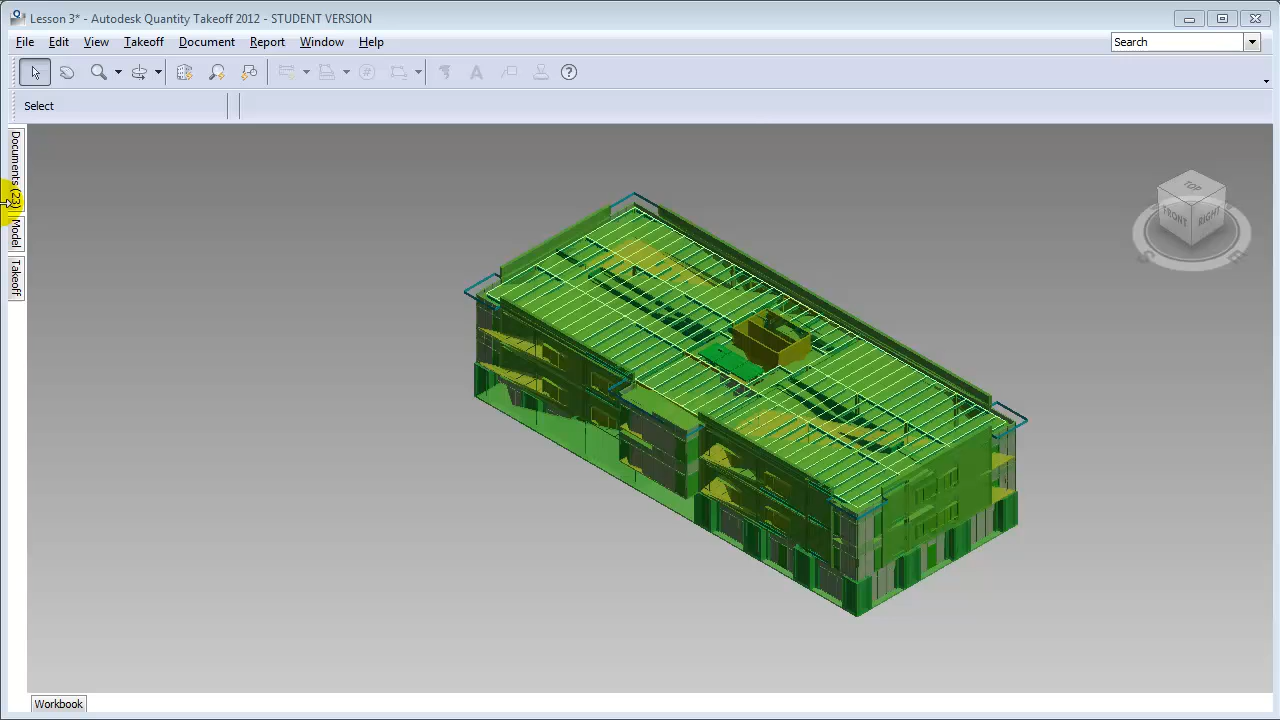 Lesson 3* - Autodesk Quantity Takeoff 2012 - STUDENT VERSION
File Edit View Takeoff Document Report Window Help
Search
Select
Documents (23)
Model
Takeoff
TOP
FRONT
RIGHT
S
E
Workbook